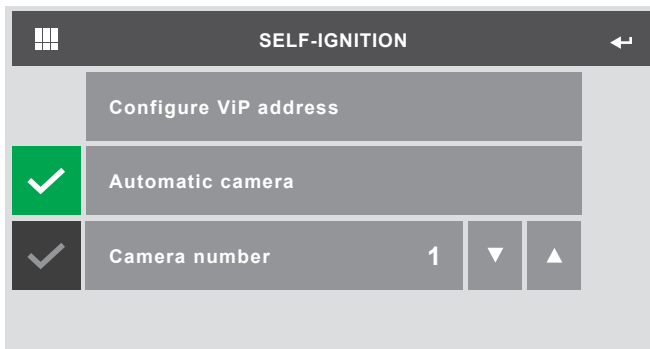 SELF-IGNITION
Configure ViP address
Automatic camera
Camera number 1